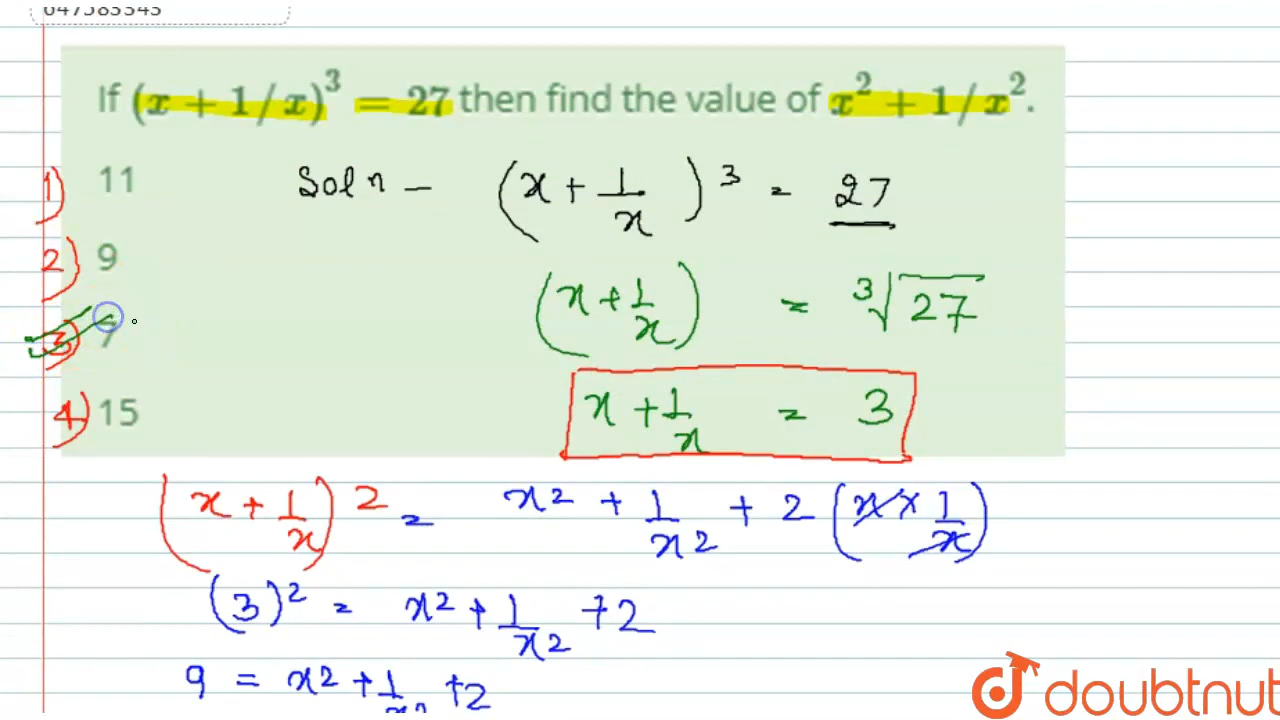 647583545
If (x + 1/x)³ = 27 then find the value of x² + 1/x².
1) 11
Solⁿ – (x + 1/x)³ = 27
2) 9
(x + 1/x) = ³√27
3) 7
4) 15
x + 1/x = 3
(x + 1/x)² = x² + 1/x² + 2(x × 1/x)
(3)² = x² + 1/x² + 2
9 = x² + 1/x² + 2
doubtnut